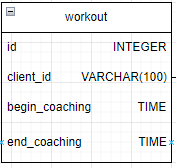 workout
id INTEGER
client_id VARCHAR(100)
begin_coaching TIME
end_coaching TIME